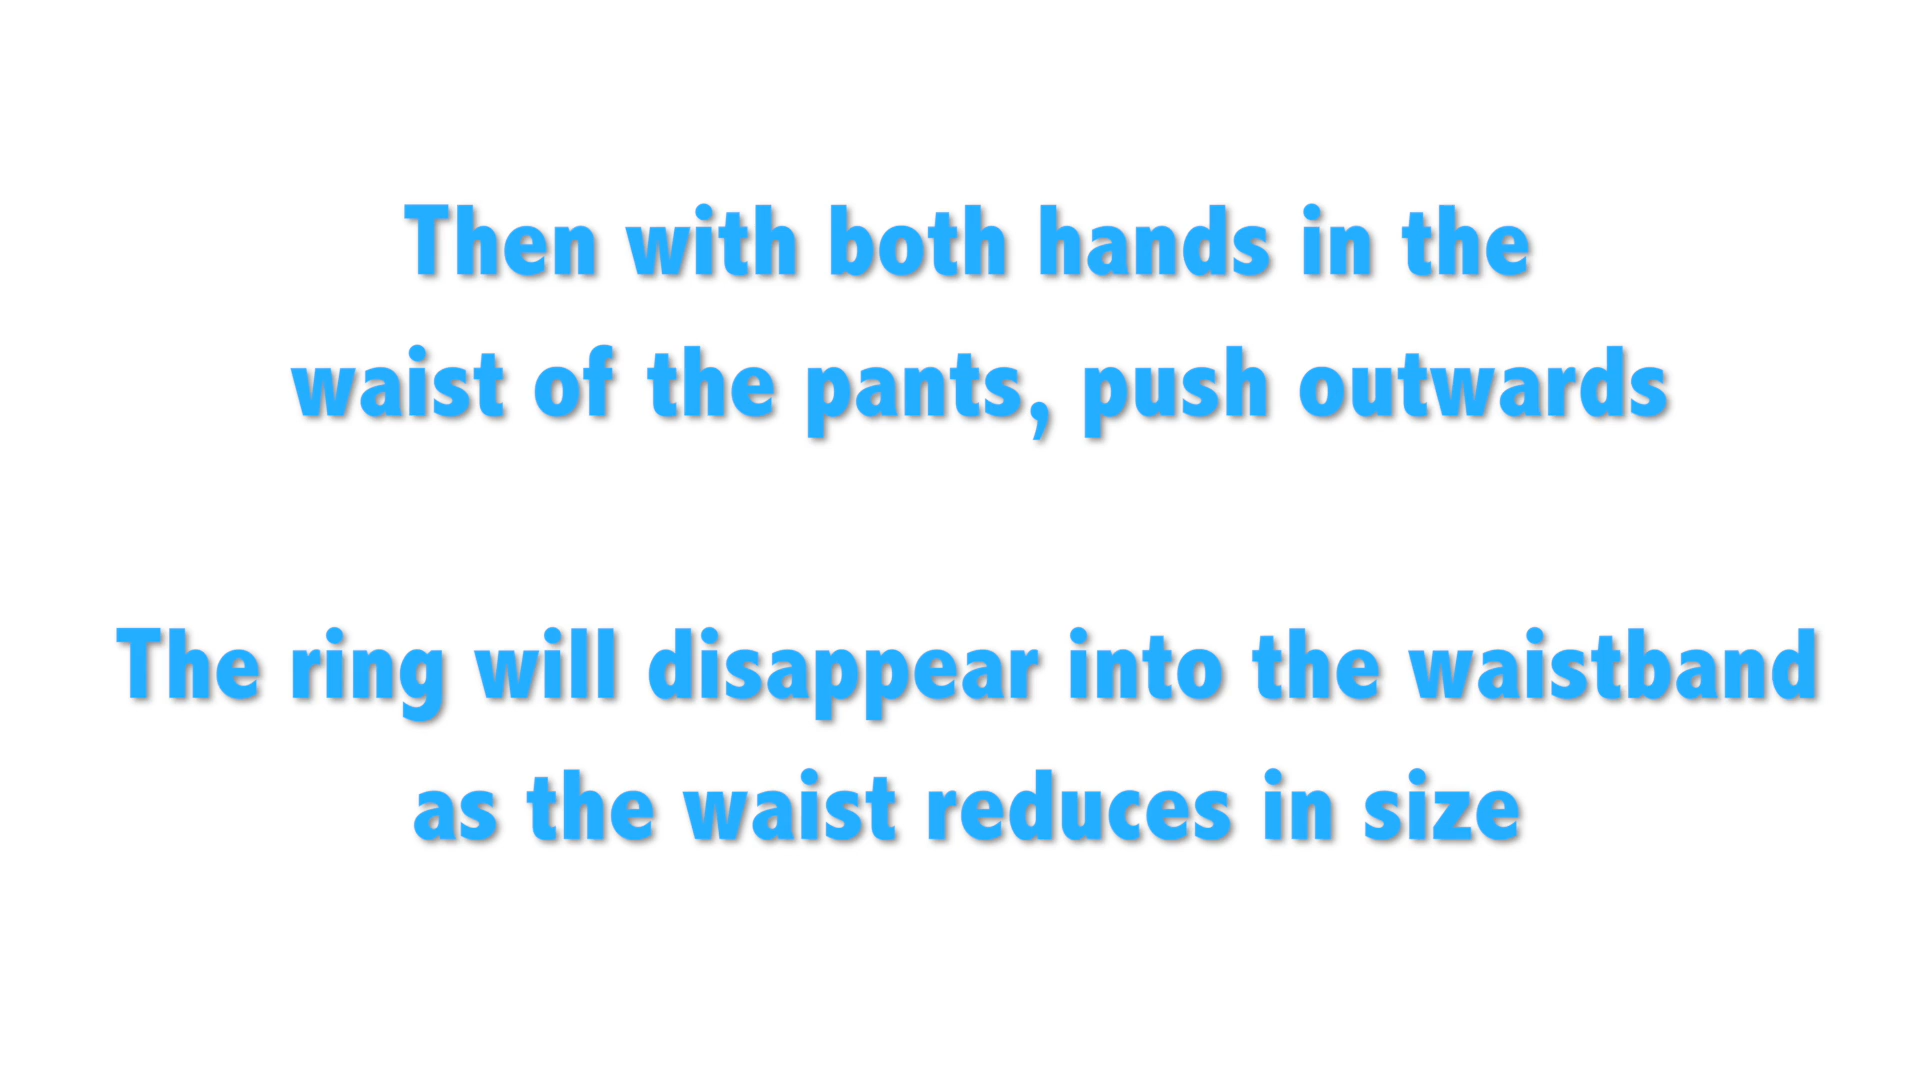 Then with both hands in the
waist of the pants, push outwards
The ring will disappear into the waistband
as the waist reduces in size